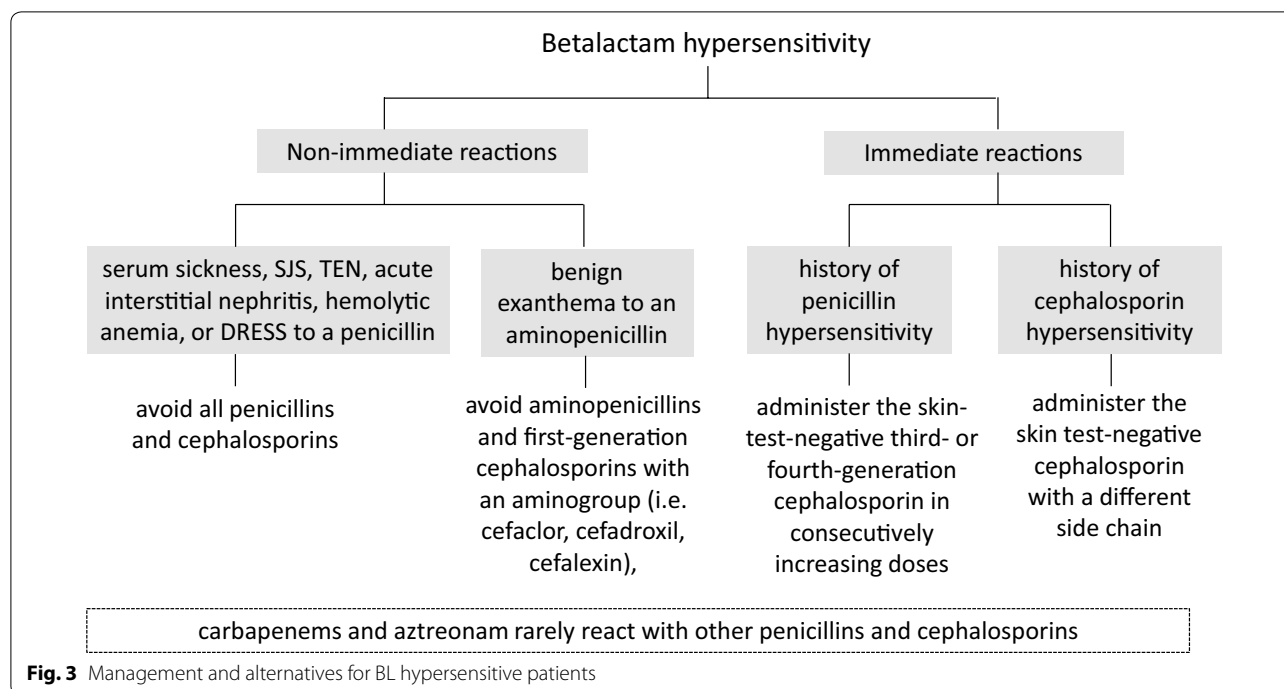 Betalactam hypersensitivity
Non-immediate reactions
Immediate reactions
serum sickness, SJS, TEN, acute
interstitial nephritis, hemolytic
anemia, or DRESS to a penicillin
benign
exanthema to an
aminopenicillin
history of
penicillin
hypersensitivity
history of
cephalosporin
hypersensitivity
avoid all penicillins
and cephalosporins
avoid aminopenicillins
and first-generation
cephalosporins with
an aminogroup (i.e.
cefaclor, cefadroxil,
cefalexin),
administer the skin-
test-negative third- or
fourth-generation
cephalosporin in
consecutively
increasing doses
administer the
skin test-negative
cephalosporin
with a different
side chain
carbapenems and aztreonam rarely react with other penicillins and cephalosporins
Fig. 3 Management and alternatives for BL hypersensitive patients